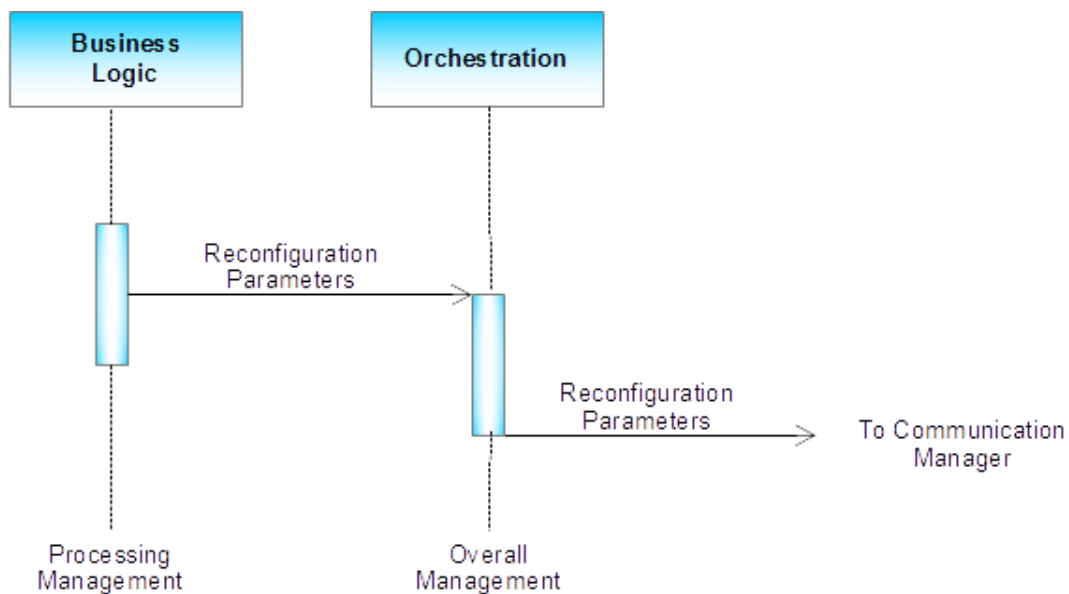 Business
Logic
Orchestration
Reconfiguration
Parameters
Reconfiguration
Parameters
To Communication
Manager
Processing
Management
Overall
Management